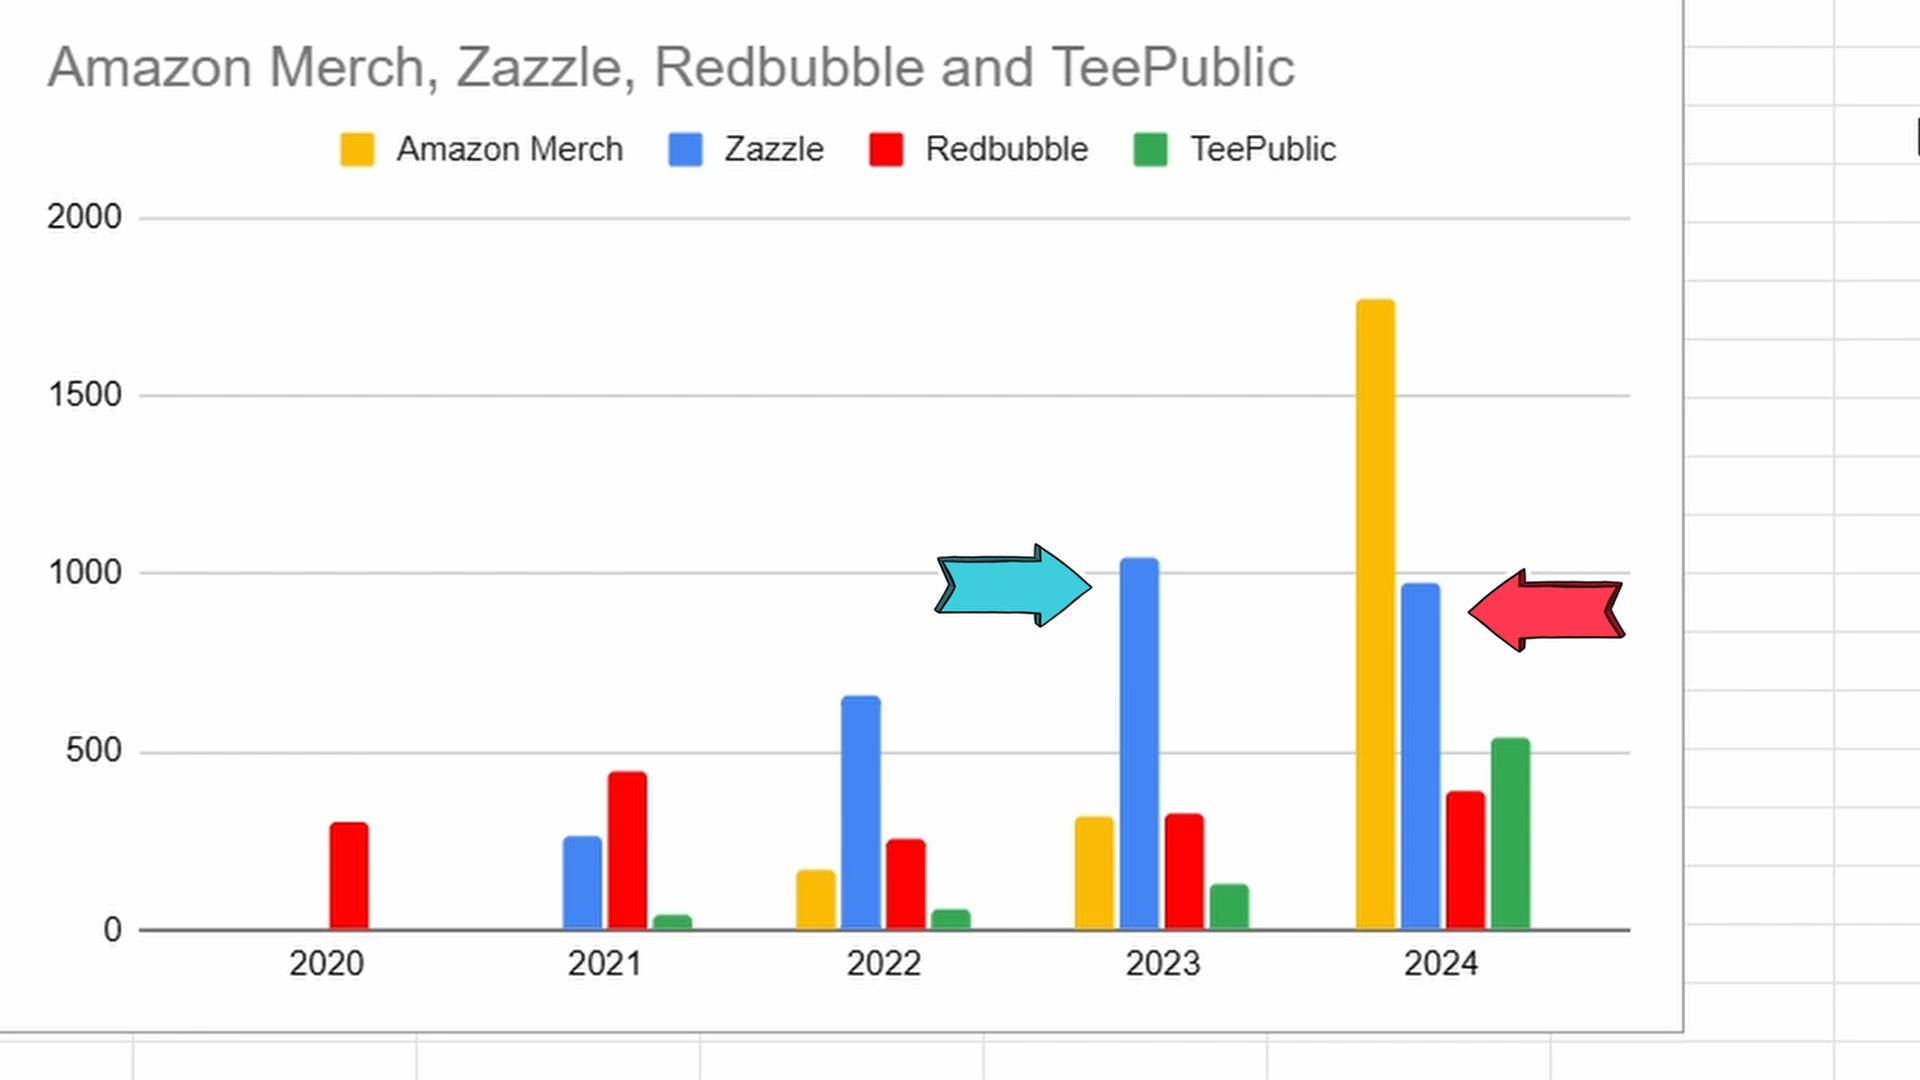 Amazon Merch, Zazzle, Redbubble and TeePublic
Amazon Merch Zazzle Redbubble TeePublic
2000
1500
1000
500
0
2020 2021 2022 2023 2024